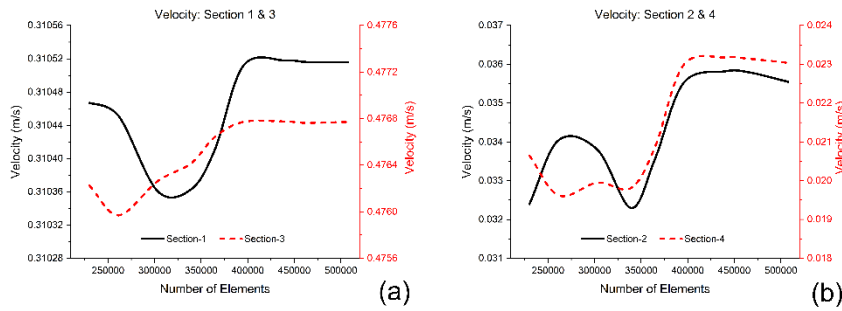 Velocity: Section 1 & 3
0.31056
0.31052
0.31048
0.31044
0.31040
0.31036
0.31032
0.31028
Velocity (m/s)
0.4776
0.4772
0.4768
0.4764
0.4760
0.4756
Velocity (m/s)
Section-1
Section-3
250000 300000 350000 400000 450000 500000
Number of Elements
(a)
Velocity: Section 2 & 4
0.037
0.036
0.035
0.034
0.033
0.032
0.031
Velocity (m/s)
0.024
0.023
0.022
0.021
0.020
0.019
0.018
Velocity (m/s)
Section-2
Section-4
250000 300000 350000 400000 450000 500000
Number of Elements
(b)